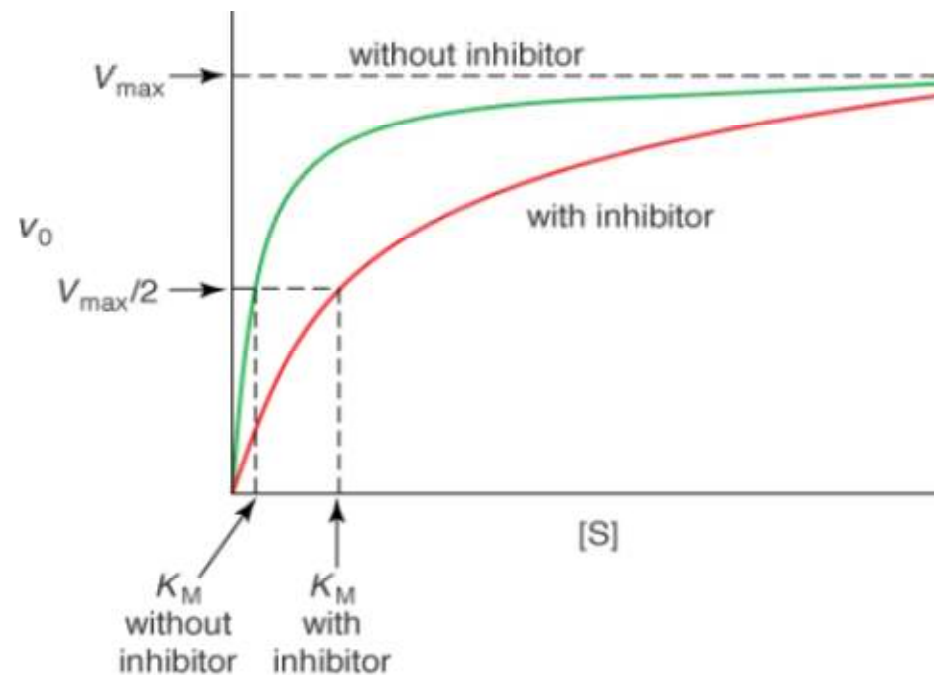 without inhibitor
Vmax
with inhibitor
v0
Vmax/2
[S]
KM
without
inhibitor
KM
with
inhibitor